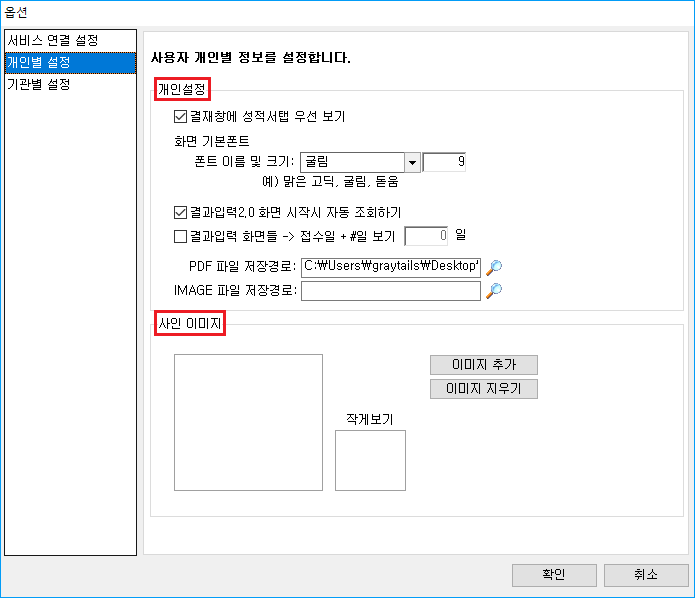 옵션
서비스 연결 설정
개인별 설정
기관별 설정
사용자 개인별 정보를 설정합니다.
개인설정
결재창에 성적서탭 우선 보기
화면 기본폰트
폰트 이름 및 크기: 굴림 9
예) 맑은 고딕, 굴림, 돋움
결과입력2.0 화면 시작시 자동 조회하기
결과입력 화면들 -> 접수일 + #일 보기 0 일
PDF 파일 저장경로: C:₩Users₩graytails₩Desktop₩
IMAGE 파일 저장경로:
사인 이미지
이미지 추가
이미지 지우기
작게보기
확인 취소